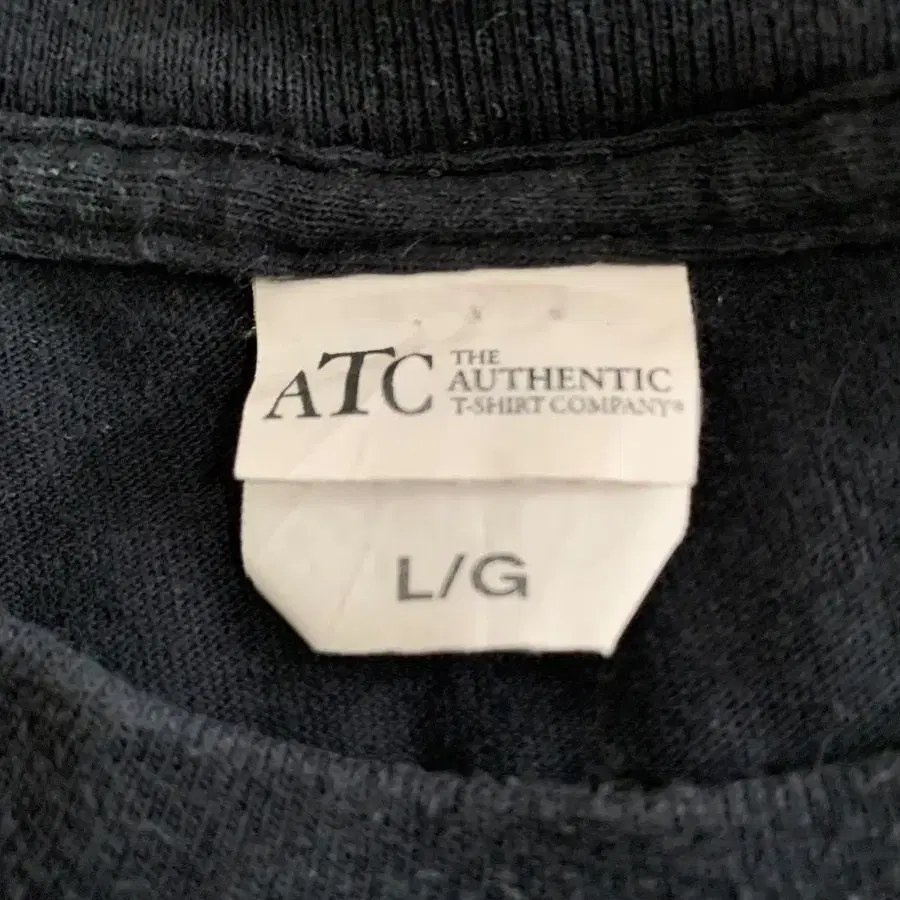 ATC THE
AUTHENTIC
T-SHIRT COMPANY®
L/G